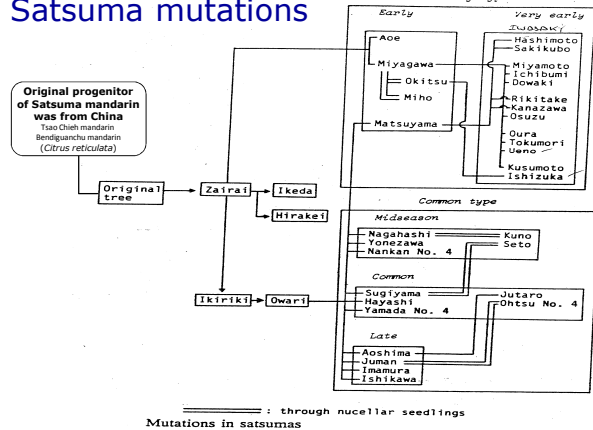 Satsuma mutations
Early
Very early
Iwasaki
Aoe
Miyagawa
Okitsu
Miho
Matsuyama
Hashimoto
Sakikubo
Miyamoto
Ichibumi
Dowaki
Rikitake
Kanazawa
Osuzu
Oura
Tokumori
Ueno
Kusumoto
Ishizuka
Original progenitor
of Satsuma mandarin
was from China
Tsao Chieh mandarin
Bendiguanchu mandarin
(Citrus reticulata)
Original
tree
Zairai
Ikeda
Hirakei
Ikiriki
Owari
Common type
Midseason
Nagahashi
Yonezawa
Nankan No. 4
Kuno
Seto
Common
Sugiyama
Hayashi
Yamada No. 4
Jutaro
Ohtsu No. 4
Late
Aoshima
Juman
Imamura
Ishikawa
: through nucellar seedlings
Mutations in satsumas